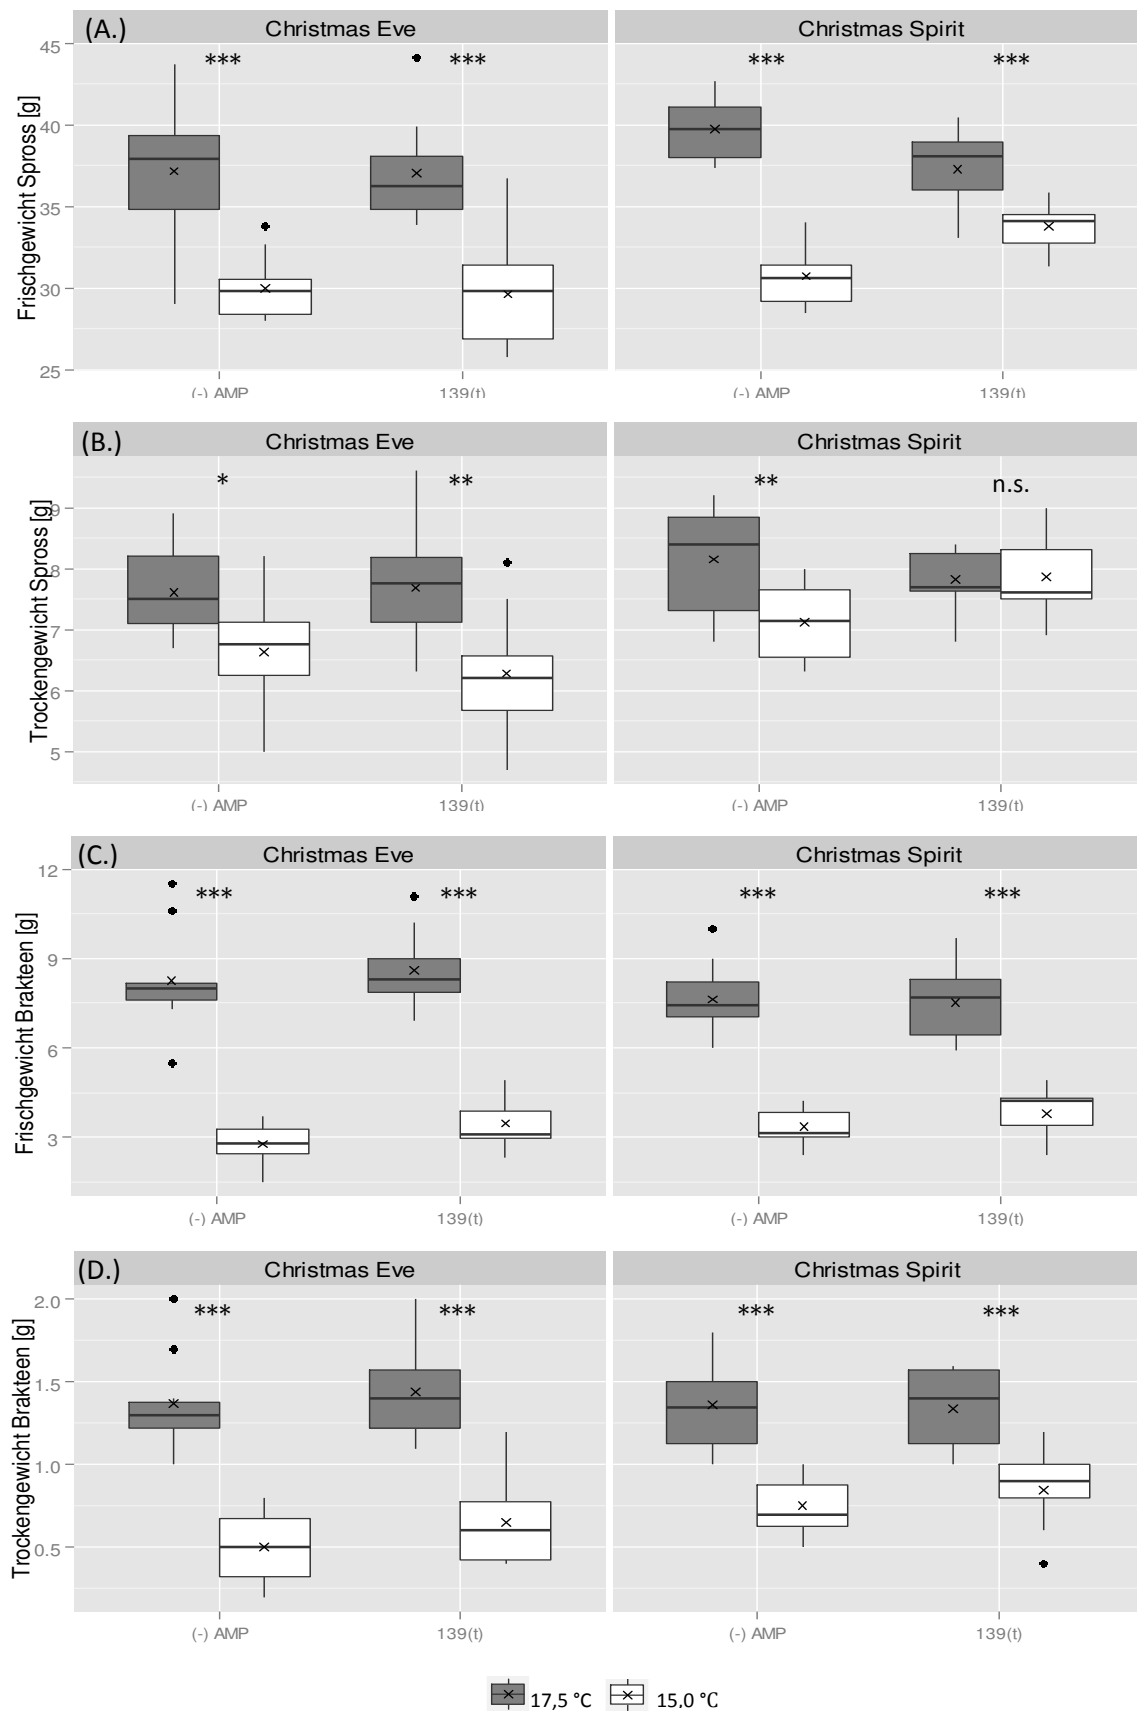 (A.) Christmas Eve Christmas Spirit
*** *** *** ***
Frischgewicht Spross [g]
45
40
35
30
25
(-) AMP 139(t) (-) AMP 139(t)
(B.) Christmas Eve Christmas Spirit
* ** ** n.s.
Trockengewicht Spross [g]
9
8
7
6
5
(-) AMP 139(t) (-) AMP 139(t)
(C.) Christmas Eve Christmas Spirit
*** *** *** ***
Frischgewicht Brakteen [g]
12
9
6
3
(-) AMP 139(t) (-) AMP 139(t)
(D.) Christmas Eve Christmas Spirit
*** *** *** ***
Trockengewicht Brakteen [g]
2.0
1.5
1.0
0.5
(-) AMP 139(t) (-) AMP 139(t)
17,5 °C 15,0 °C